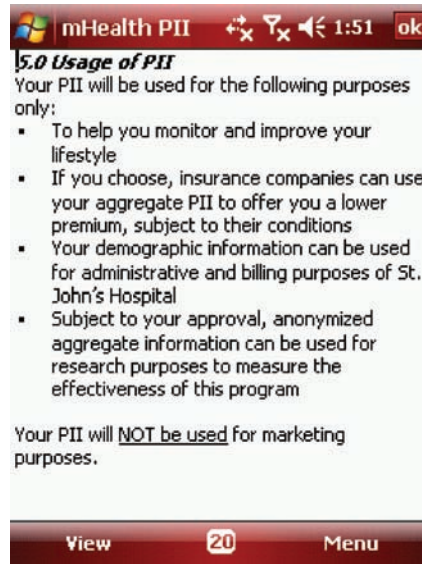 mHealth PII 1:51 ok
5.0 Usage of PII
Your PII will be used for the following purposes
only:
▪ To help you monitor and improve your
lifestyle
▪ If you choose, insurance companies can use
your aggregate PII to offer you a lower
premium, subject to their conditions
▪ Your demographic information can be used
for administrative and billing purposes of St.
John's Hospital
▪ Subject to your approval, anonymized
aggregate information can be used for
research purposes to measure the
effectiveness of this program
Your PII will NOT be used for marketing
purposes.
View 20 Menu